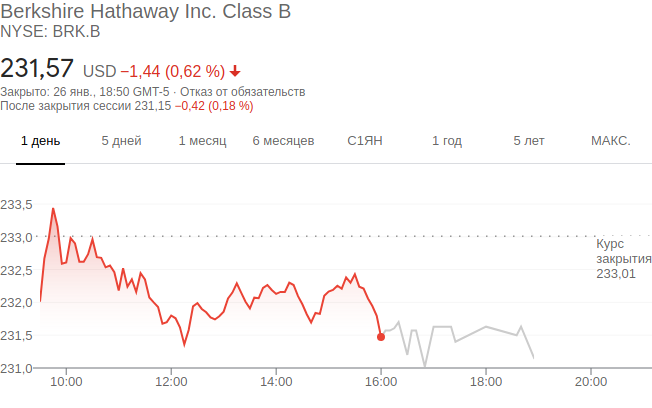 Berkshire Hathaway Inc. Class B
NYSE: BRK.B
231,57 USD −1,44 (0,62 %)
Закрыто: 26 янв., 18:50 GMT-5 · Отказ от обязательств
После закрытия сессии 231,15 −0,42 (0,18 %)
1 день 5 дней 1 месяц 6 месяцев С1ЯН 1 год 5 лет МАКС.
233,5
233,0
232,5
232,0
231,5
231,0
Курс
закрытия
233,01
10:00 12:00 14:00 16:00 18:00 20:00